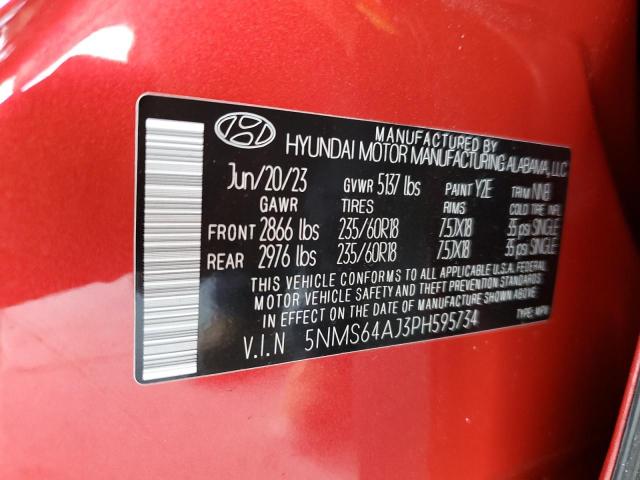 MANUFACTURED BY
HYUNDAI MOTOR MANUFACTURING ALABAMA, LLC
Jun/20/23 GVWR 5137 lbs PAINT Y2E TRIM NNB
GAWR TIRES RIMS COLD TIRE INFL
FRONT 2866 lbs 235/60R18 7.5JX18 35 psi SINGLE
REAR 2976 lbs 235/60R18 7.5JX18 35 psi SINGLE
THIS VEHICLE CONFORMS TO ALL APPLICABLE U.S.A. FEDERAL
MOTOR VEHICLE SAFETY AND THEFT PREVENTION STANDARDS
IN EFFECT ON THE DATE OF MANUFACTURE SHOWN ABOVE.
V.I.N 5NMS64AJ3PH595734 TYPE: MPV